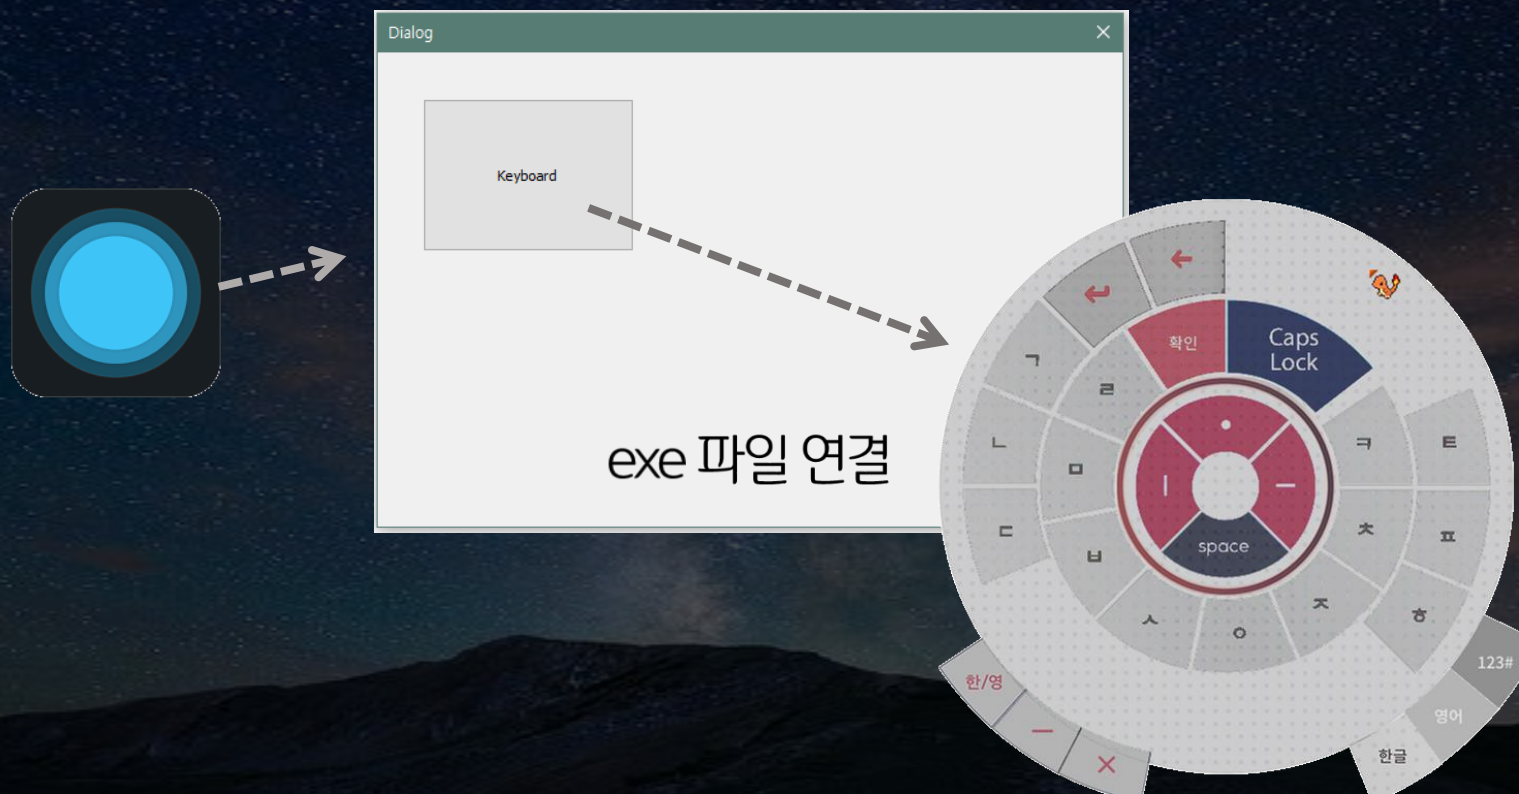 Dialog
Keyboard
exe 파일 연결
확인
Caps
Lock
ㄱ
ㄹ
ㄴ
ㅁ
ㄷ
ㅂ
ㅅ
ㅇ
ㅈ
ㅊ
ㅋ
ㅌ
ㅍ
ㅎ
ㅣ
ㅡ
space
한/영
123#
영어
한글